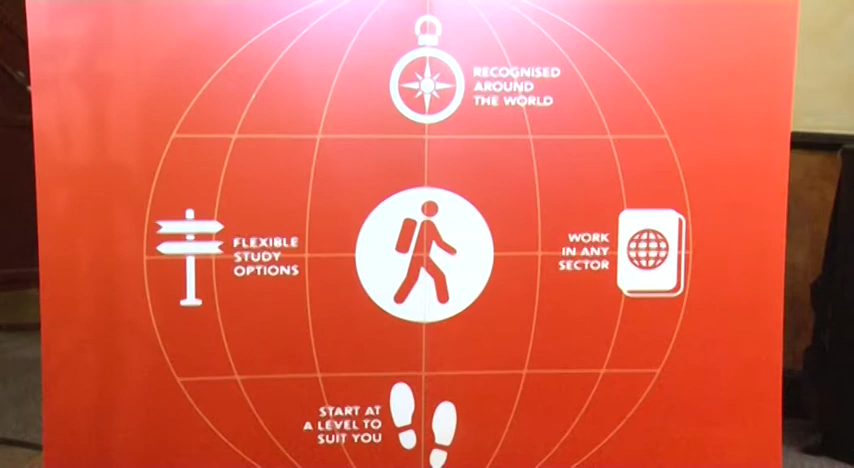 RECOGNISED
AROUND
THE WORLD
FLEXIBLE
STUDY
OPTIONS
WORK
IN ANY
SECTOR
START AT
A LEVEL TO
SUIT YOU